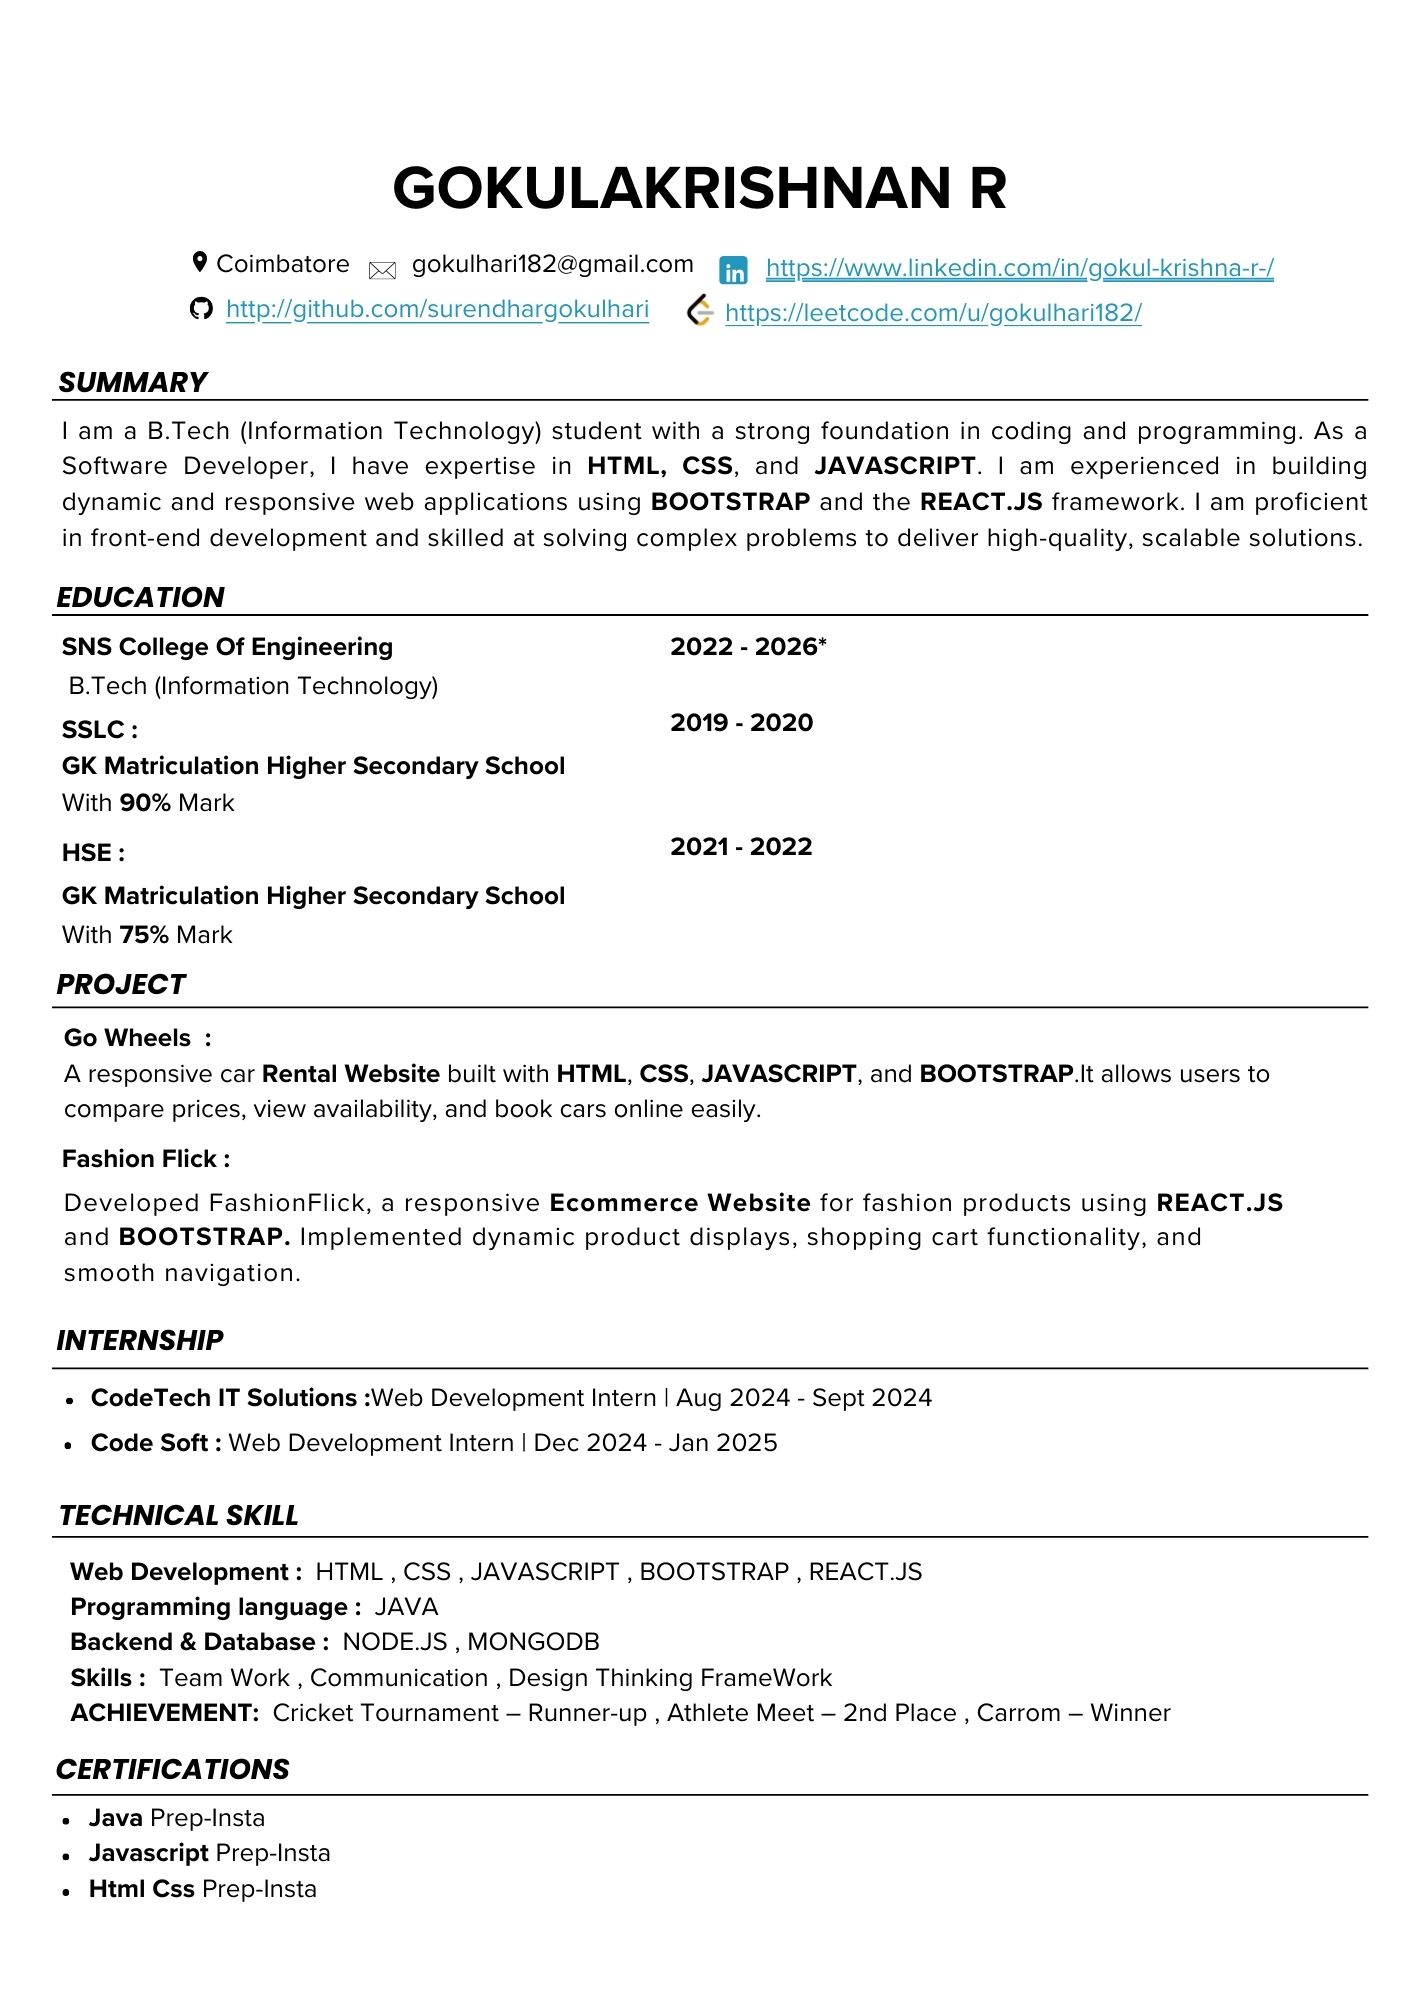 GOKULAKRISHNAN R
Coimbatore gokulhari182@gmail.com https://www.linkedin.com/in/gokul-krishna-r-/
http://github.com/surendhargokulhari https://leetcode.com/u/gokulhari182/
SUMMARY
I am a B.Tech (Information Technology) student with a strong foundation in coding and programming. As a
Software Developer, I have expertise in HTML, CSS, and JAVASCRIPT. I am experienced in building
dynamic and responsive web applications using BOOTSTRAP and the REACT.JS framework. I am proficient
in front-end development and skilled at solving complex problems to deliver high-quality, scalable solutions.
EDUCATION
SNS College Of Engineering 2022 - 2026*
B.Tech (Information Technology)
SSLC : 2019 - 2020
GK Matriculation Higher Secondary School
With 90% Mark
HSE : 2021 - 2022
GK Matriculation Higher Secondary School
With 75% Mark
PROJECT
Go Wheels :
A responsive car Rental Website built with HTML, CSS, JAVASCRIPT, and BOOTSTRAP.It allows users to
compare prices, view availability, and book cars online easily.
Fashion Flick :
Developed FashionFlick, a responsive Ecommerce Website for fashion products using REACT.JS
and BOOTSTRAP. Implemented dynamic product displays, shopping cart functionality, and
smooth navigation.
INTERNSHIP
• CodeTech IT Solutions :Web Development Intern | Aug 2024 - Sept 2024
• Code Soft : Web Development Intern | Dec 2024 - Jan 2025
TECHNICAL SKILL
Web Development : HTML , CSS , JAVASCRIPT , BOOTSTRAP , REACT.JS
Programming language : JAVA
Backend & Database : NODE.JS , MONGODB
Skills : Team Work , Communication , Design Thinking FrameWork
ACHIEVEMENT: Cricket Tournament – Runner-up , Athlete Meet – 2nd Place , Carrom – Winner
CERTIFICATIONS
• Java Prep-Insta
• Javascript Prep-Insta
• Html Css Prep-Insta